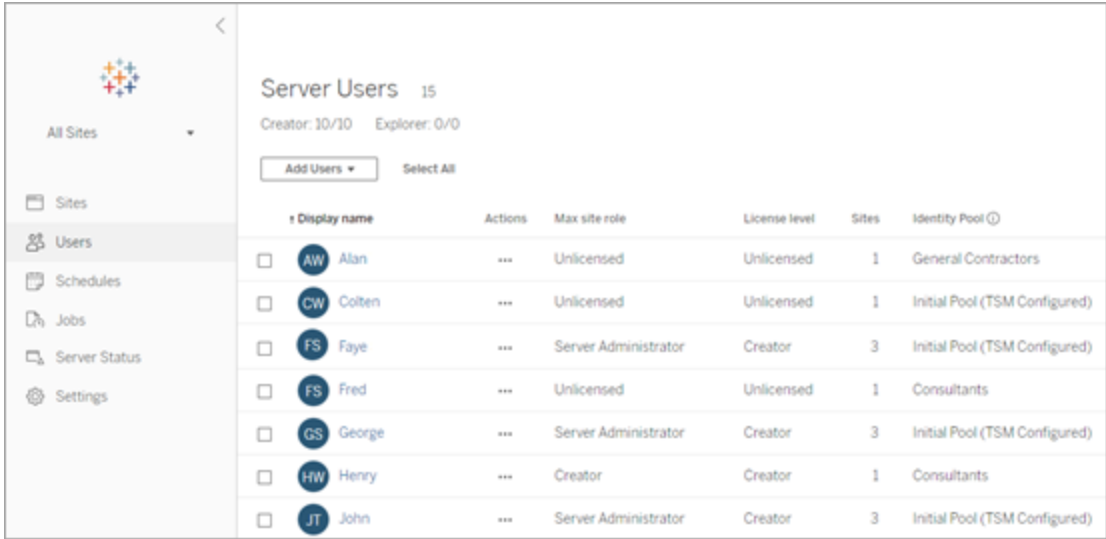 All Sites
Sites
Users
Schedules
Jobs
Server Status
Settings
Server Users 15
Creator: 10/10 Explorer: 0/0
Add Users Select All
Display name Actions Max site role License level Sites Identity Pool
AW Alan Unlicensed Unlicensed 1 General Contractors
CW Colten Unlicensed Unlicensed 1 Initial Pool (TSM Configured)
FS Faye Server Administrator Creator 3 Initial Pool (TSM Configured)
FS Fred Unlicensed Unlicensed 1 Consultants
GS George Server Administrator Creator 3 Initial Pool (TSM Configured)
HW Henry Creator Creator 1 Consultants
JT John Server Administrator Creator 3 Initial Pool (TSM Configured)